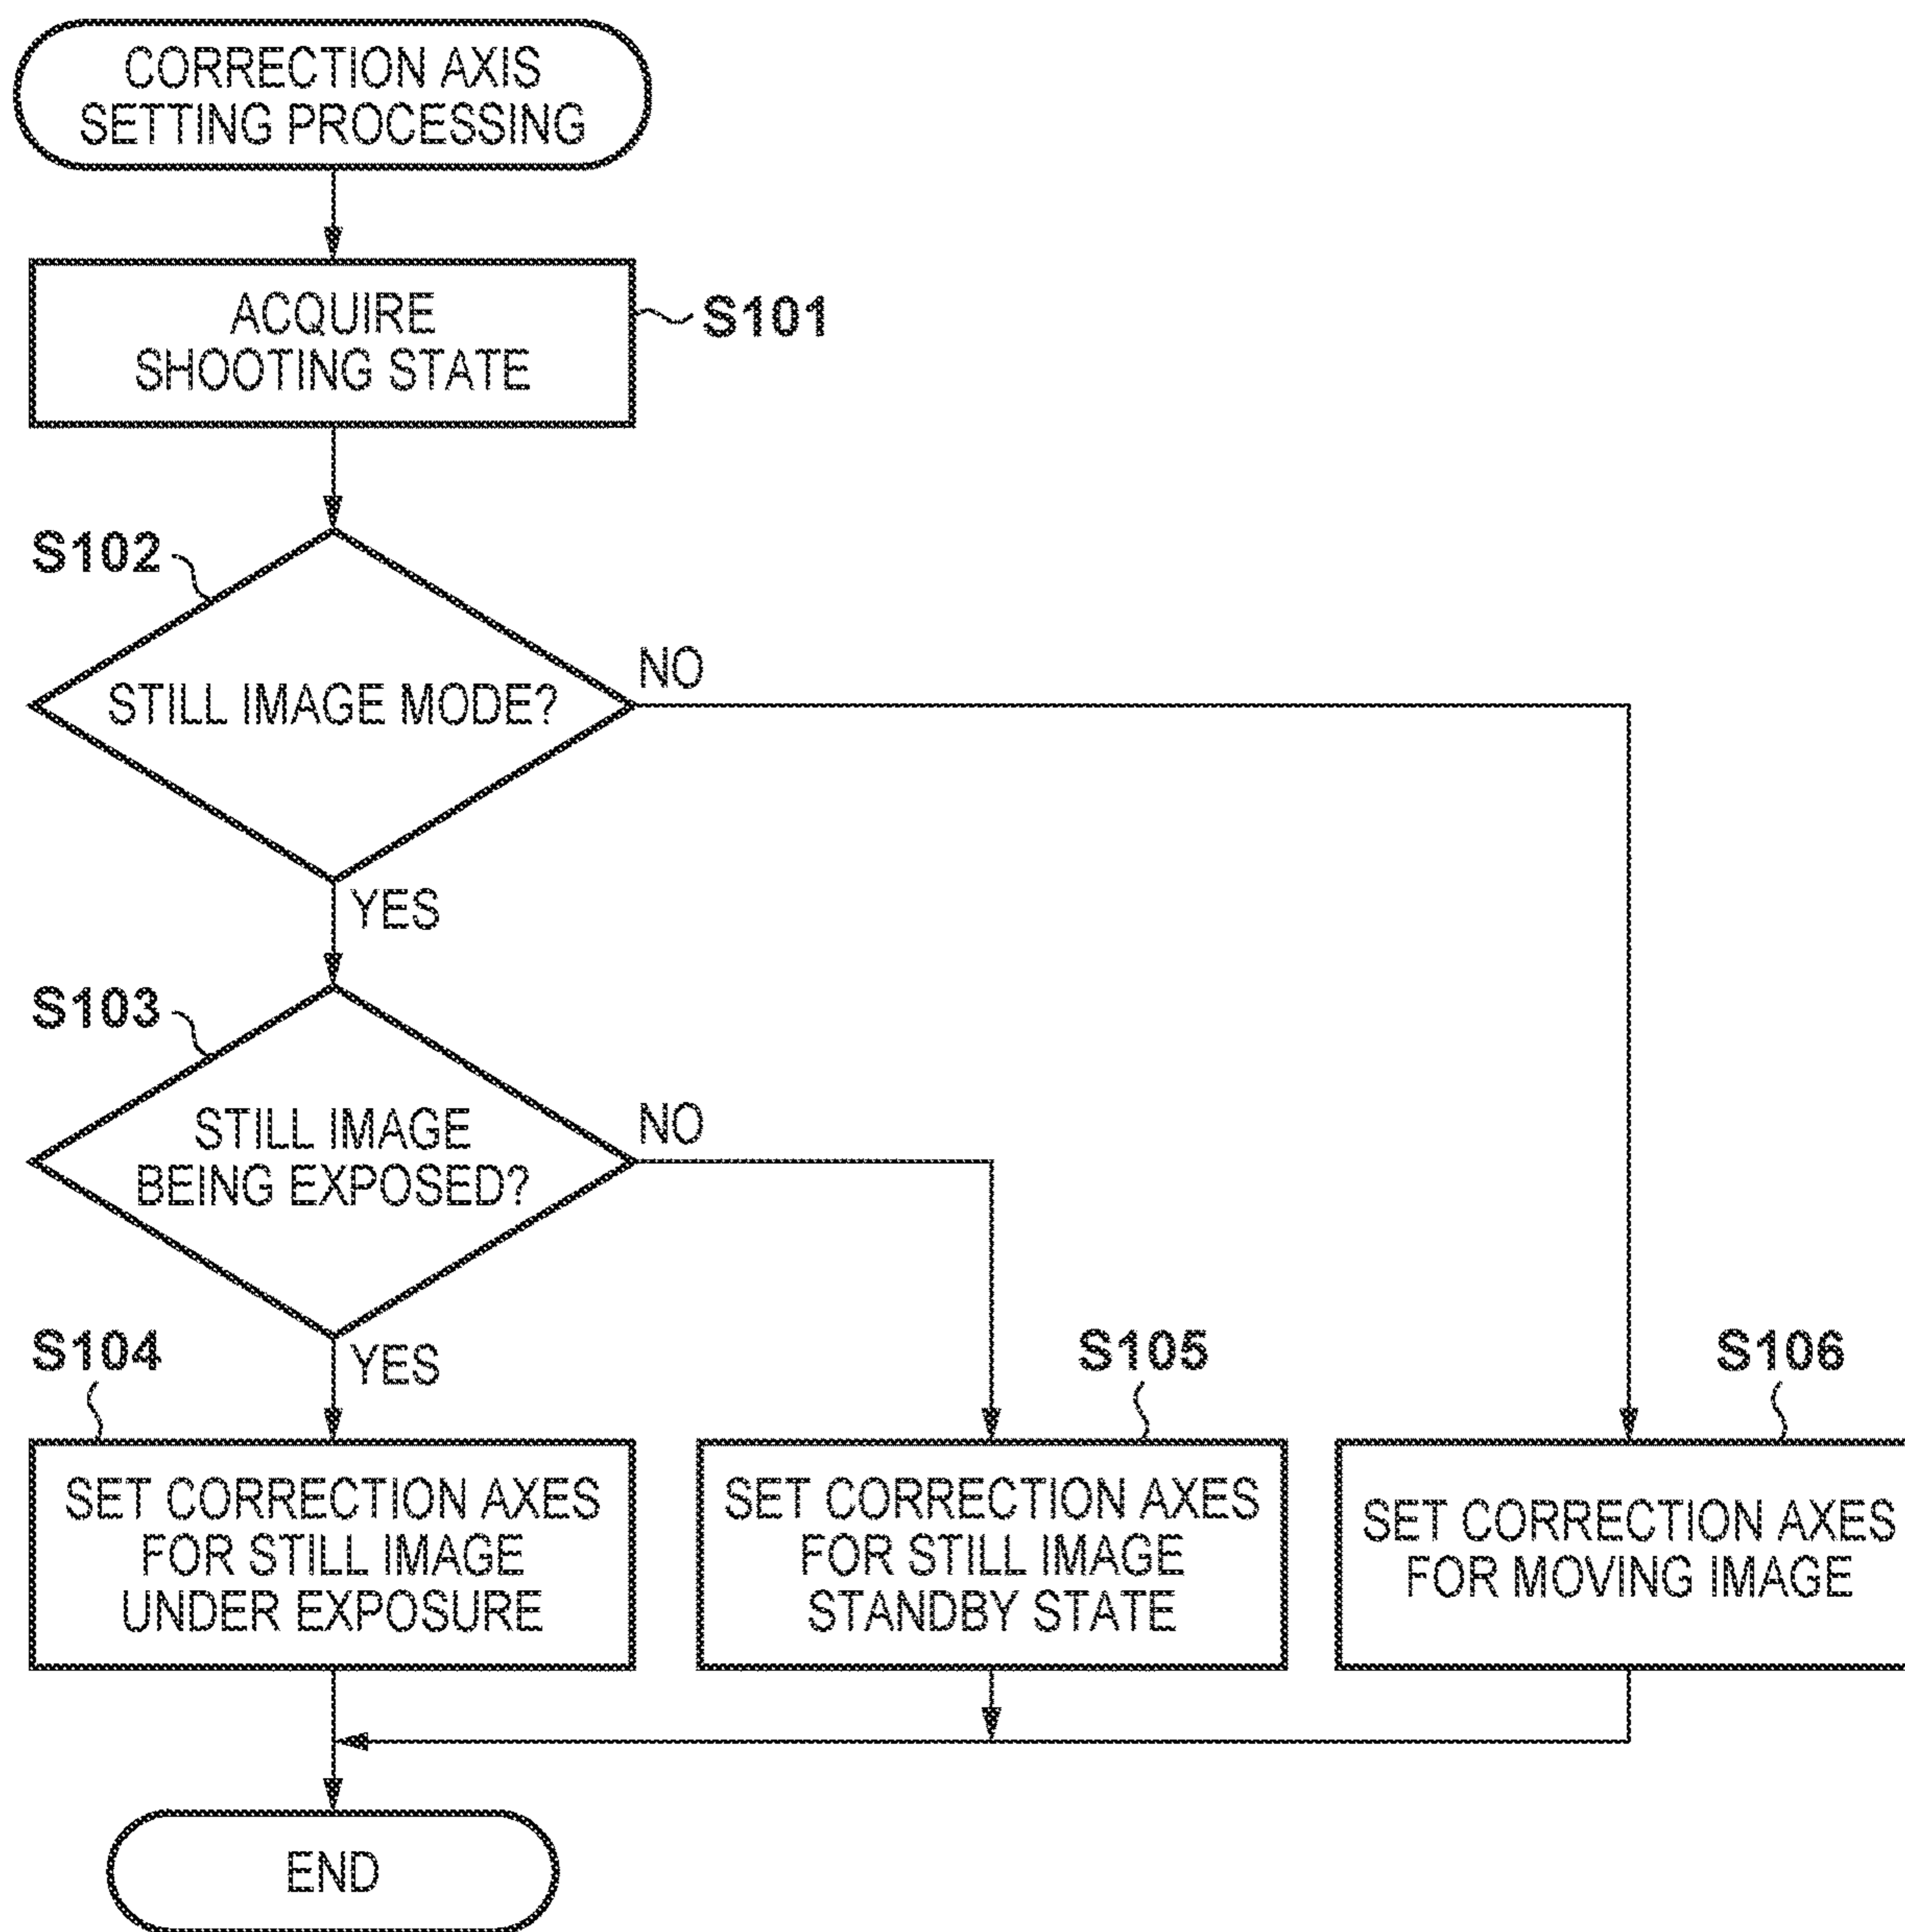 CORRECTION AXIS
SETTING PROCESSING
ACQUIRE
SHOOTING STATE
S101
S102
STILL IMAGE MODE?
NO
YES
S103
STILL IMAGE
BEING EXPOSED?
NO
YES
S104
SET CORRECTION AXES
FOR STILL IMAGE
UNDER EXPOSURE
S105
SET CORRECTION AXES
FOR STILL IMAGE
STANDBY STATE
S106
SET CORRECTION AXES
FOR MOVING IMAGE
END